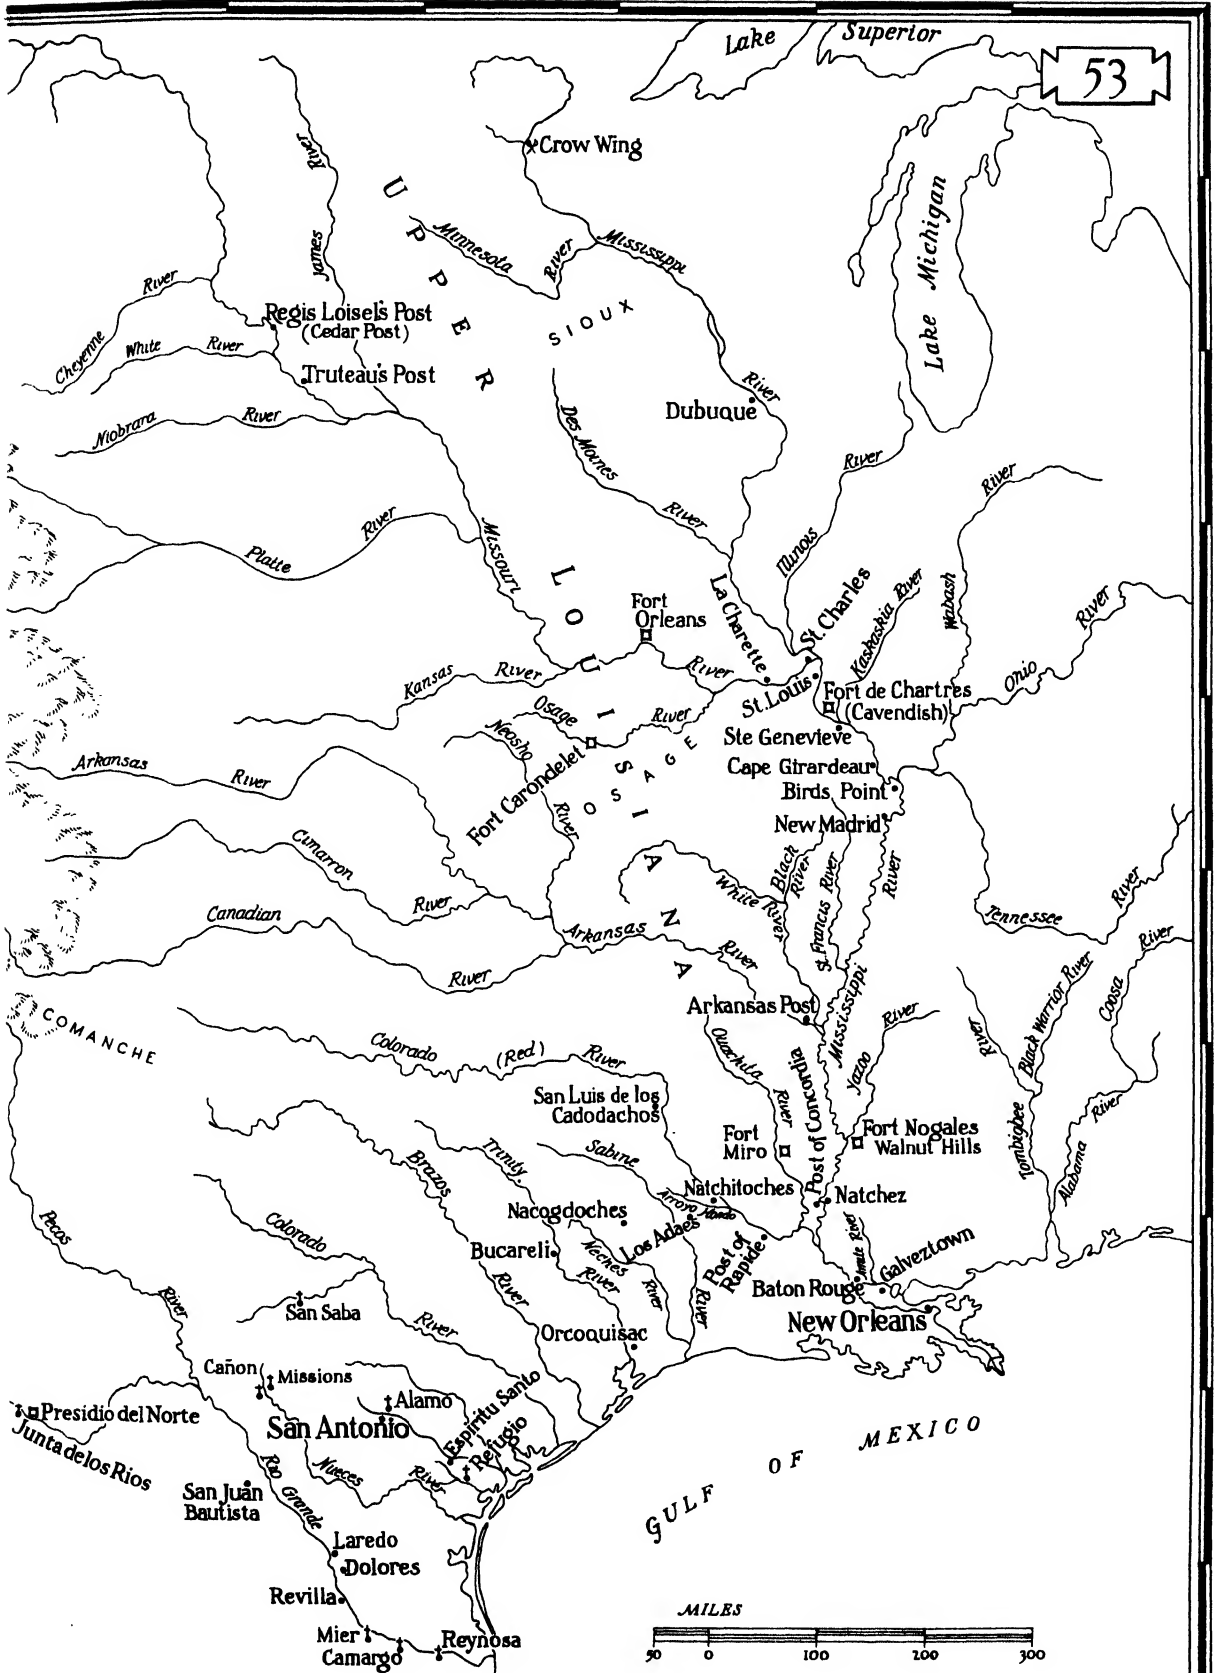 Lake Superior
53
Crow Wing
River
James
UPPER
Minnesota
River
Mississippi
Lake Michigan
River
Cheyenne
Regis Loisel's Post
(Cedar Post)
SIOUX
White River
Truteau's Post
River
Dubuque
Niobrara River
Des Moines
River
River
River
Illinois
River
Platte
Missouri
LOUISIANA
Fort
Orleans
La Charette
St. Charles
Kaskaskia River
Wabash
River
Ohio
Kansas River
River
St. Louis
Fort de Chartres
(Cavendish)
Osage
River
Neosho
River
Fort Carondelet
OSAGE
Ste Genevieve
Cape Girardeau
Birds Point
New Madrid
Arkansas
River
Cimarron
River
White River
Black
River
St. Francis River
River
Mississippi
Tennessee
River
Canadian
River
Arkansas
River
Arkansas Post
River
Yazoo
River
Tombigbee
Black Warrior River
Coosa
River
Alabama
River
COMANCHE
Colorado (Red) River
Ouachita
River
San Luis de los
Cadodachos
Post of Concordia
Fort
Miro
Fort Nogales
Walnut Hills
Pecos
River
Brazos
River
Trinity
River
Sabine
River
Natchitoches
Natchez
Arroyo
Hondo
Nacogdoches
Los Adaes
Bucareli
Neches
River
Post of
Rapide
Colorado
River
Amite River
Galveztown
Baton Rouge
New Orleans
San Saba
Orcoquisac
Cañon
Missions
Alamo
San Antonio
Espiritu Santo
Refugio
Presidio del Norte
Junta de los Rios
Rio
Grande
Nueces
River
San Juan
Bautista
GULF OF MEXICO
Laredo
Dolores
Revilla
Mier
Camargo
Reynosa
MILES
50 0 100 200 300